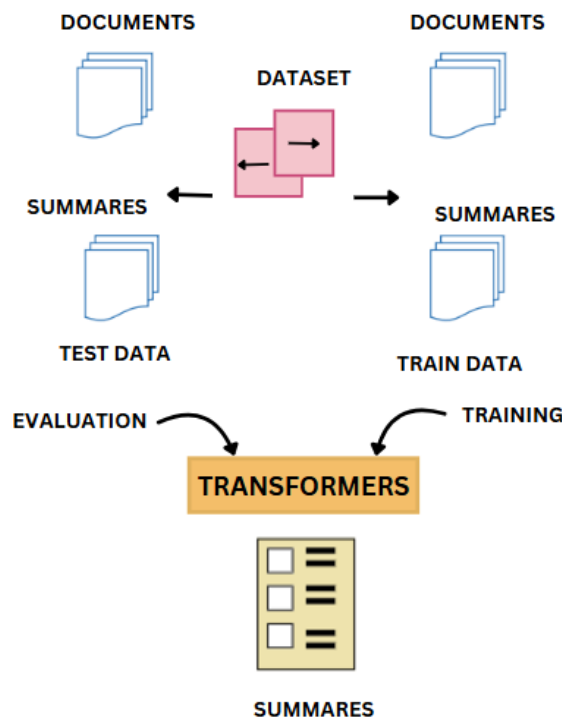 DOCUMENTS
DOCUMENTS
DATASET
SUMMARES
SUMMARES
TEST DATA
TRAIN DATA
EVALUATION
TRAINING
TRANSFORMERS
SUMMARES